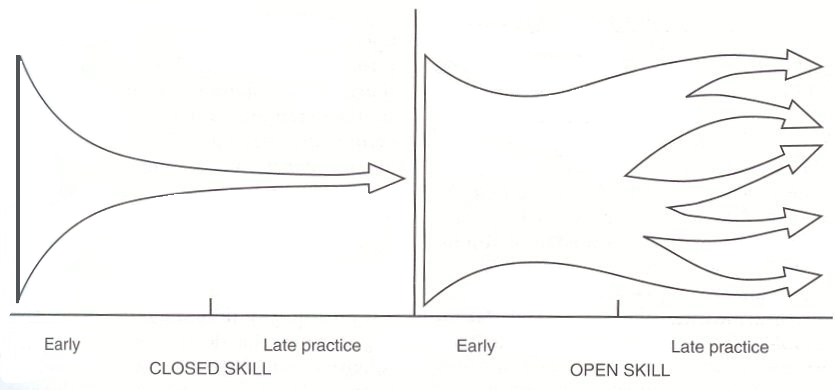 Early Late practice Early Late practice
CLOSED SKILL OPEN SKILL